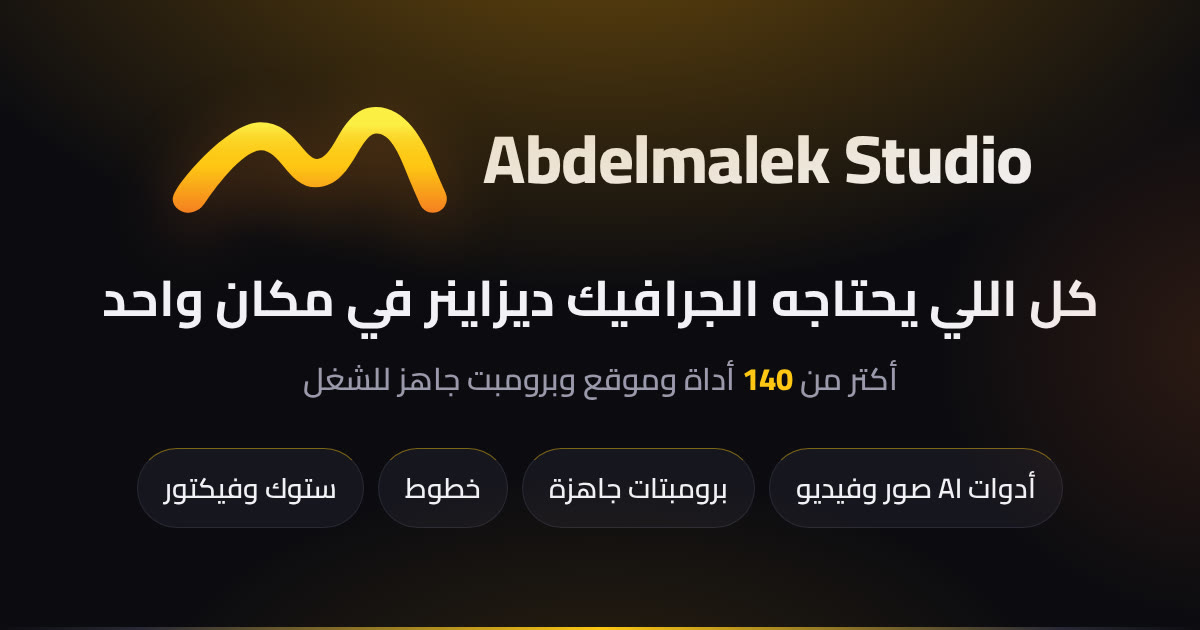 Abdelmalek Studio
كل اللي يحتاجه الجرافيك ديزاينر في مكان واحد
أكتر من 140 أداة وموقع وبرومبت جاهز للشغل
أدوات AI صور وفيديو
برومبتات جاهزة
خطوط
ستوك وفيكتور